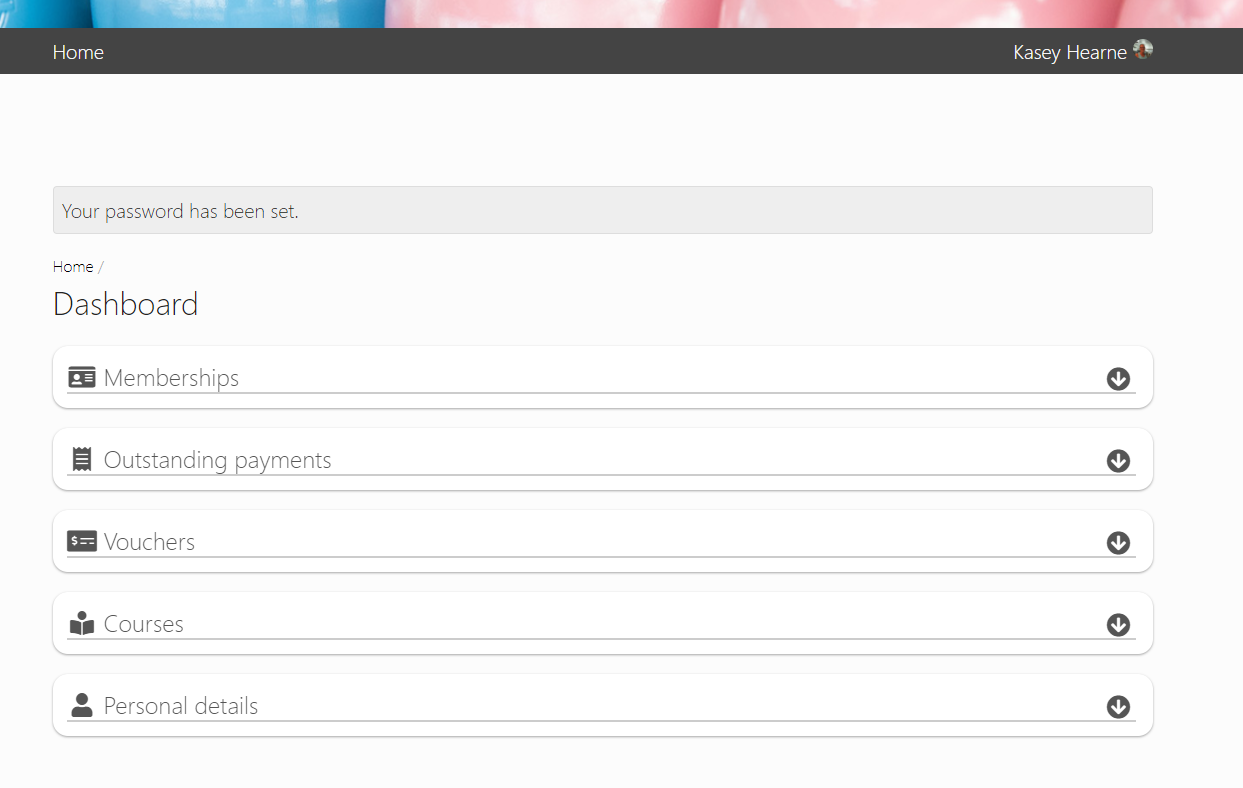 Home
Kasey Hearne
Your password has been set.
Home /
Dashboard
Memberships
Outstanding payments
Vouchers
Courses
Personal details